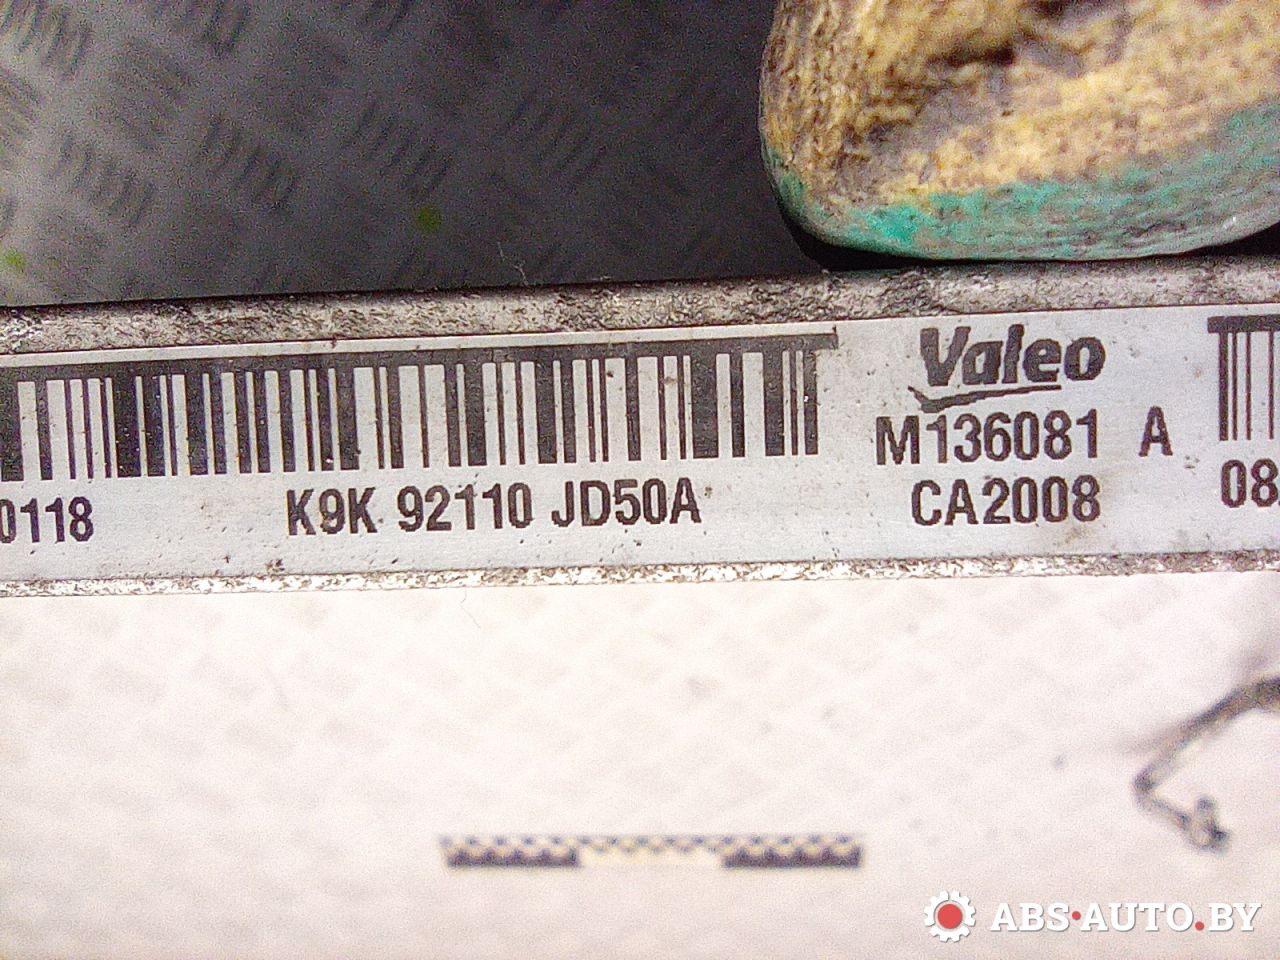 Valeo
M136081 A
0118 K9K 92110 JD50A CA2008 08
ABS-AUTO.BY